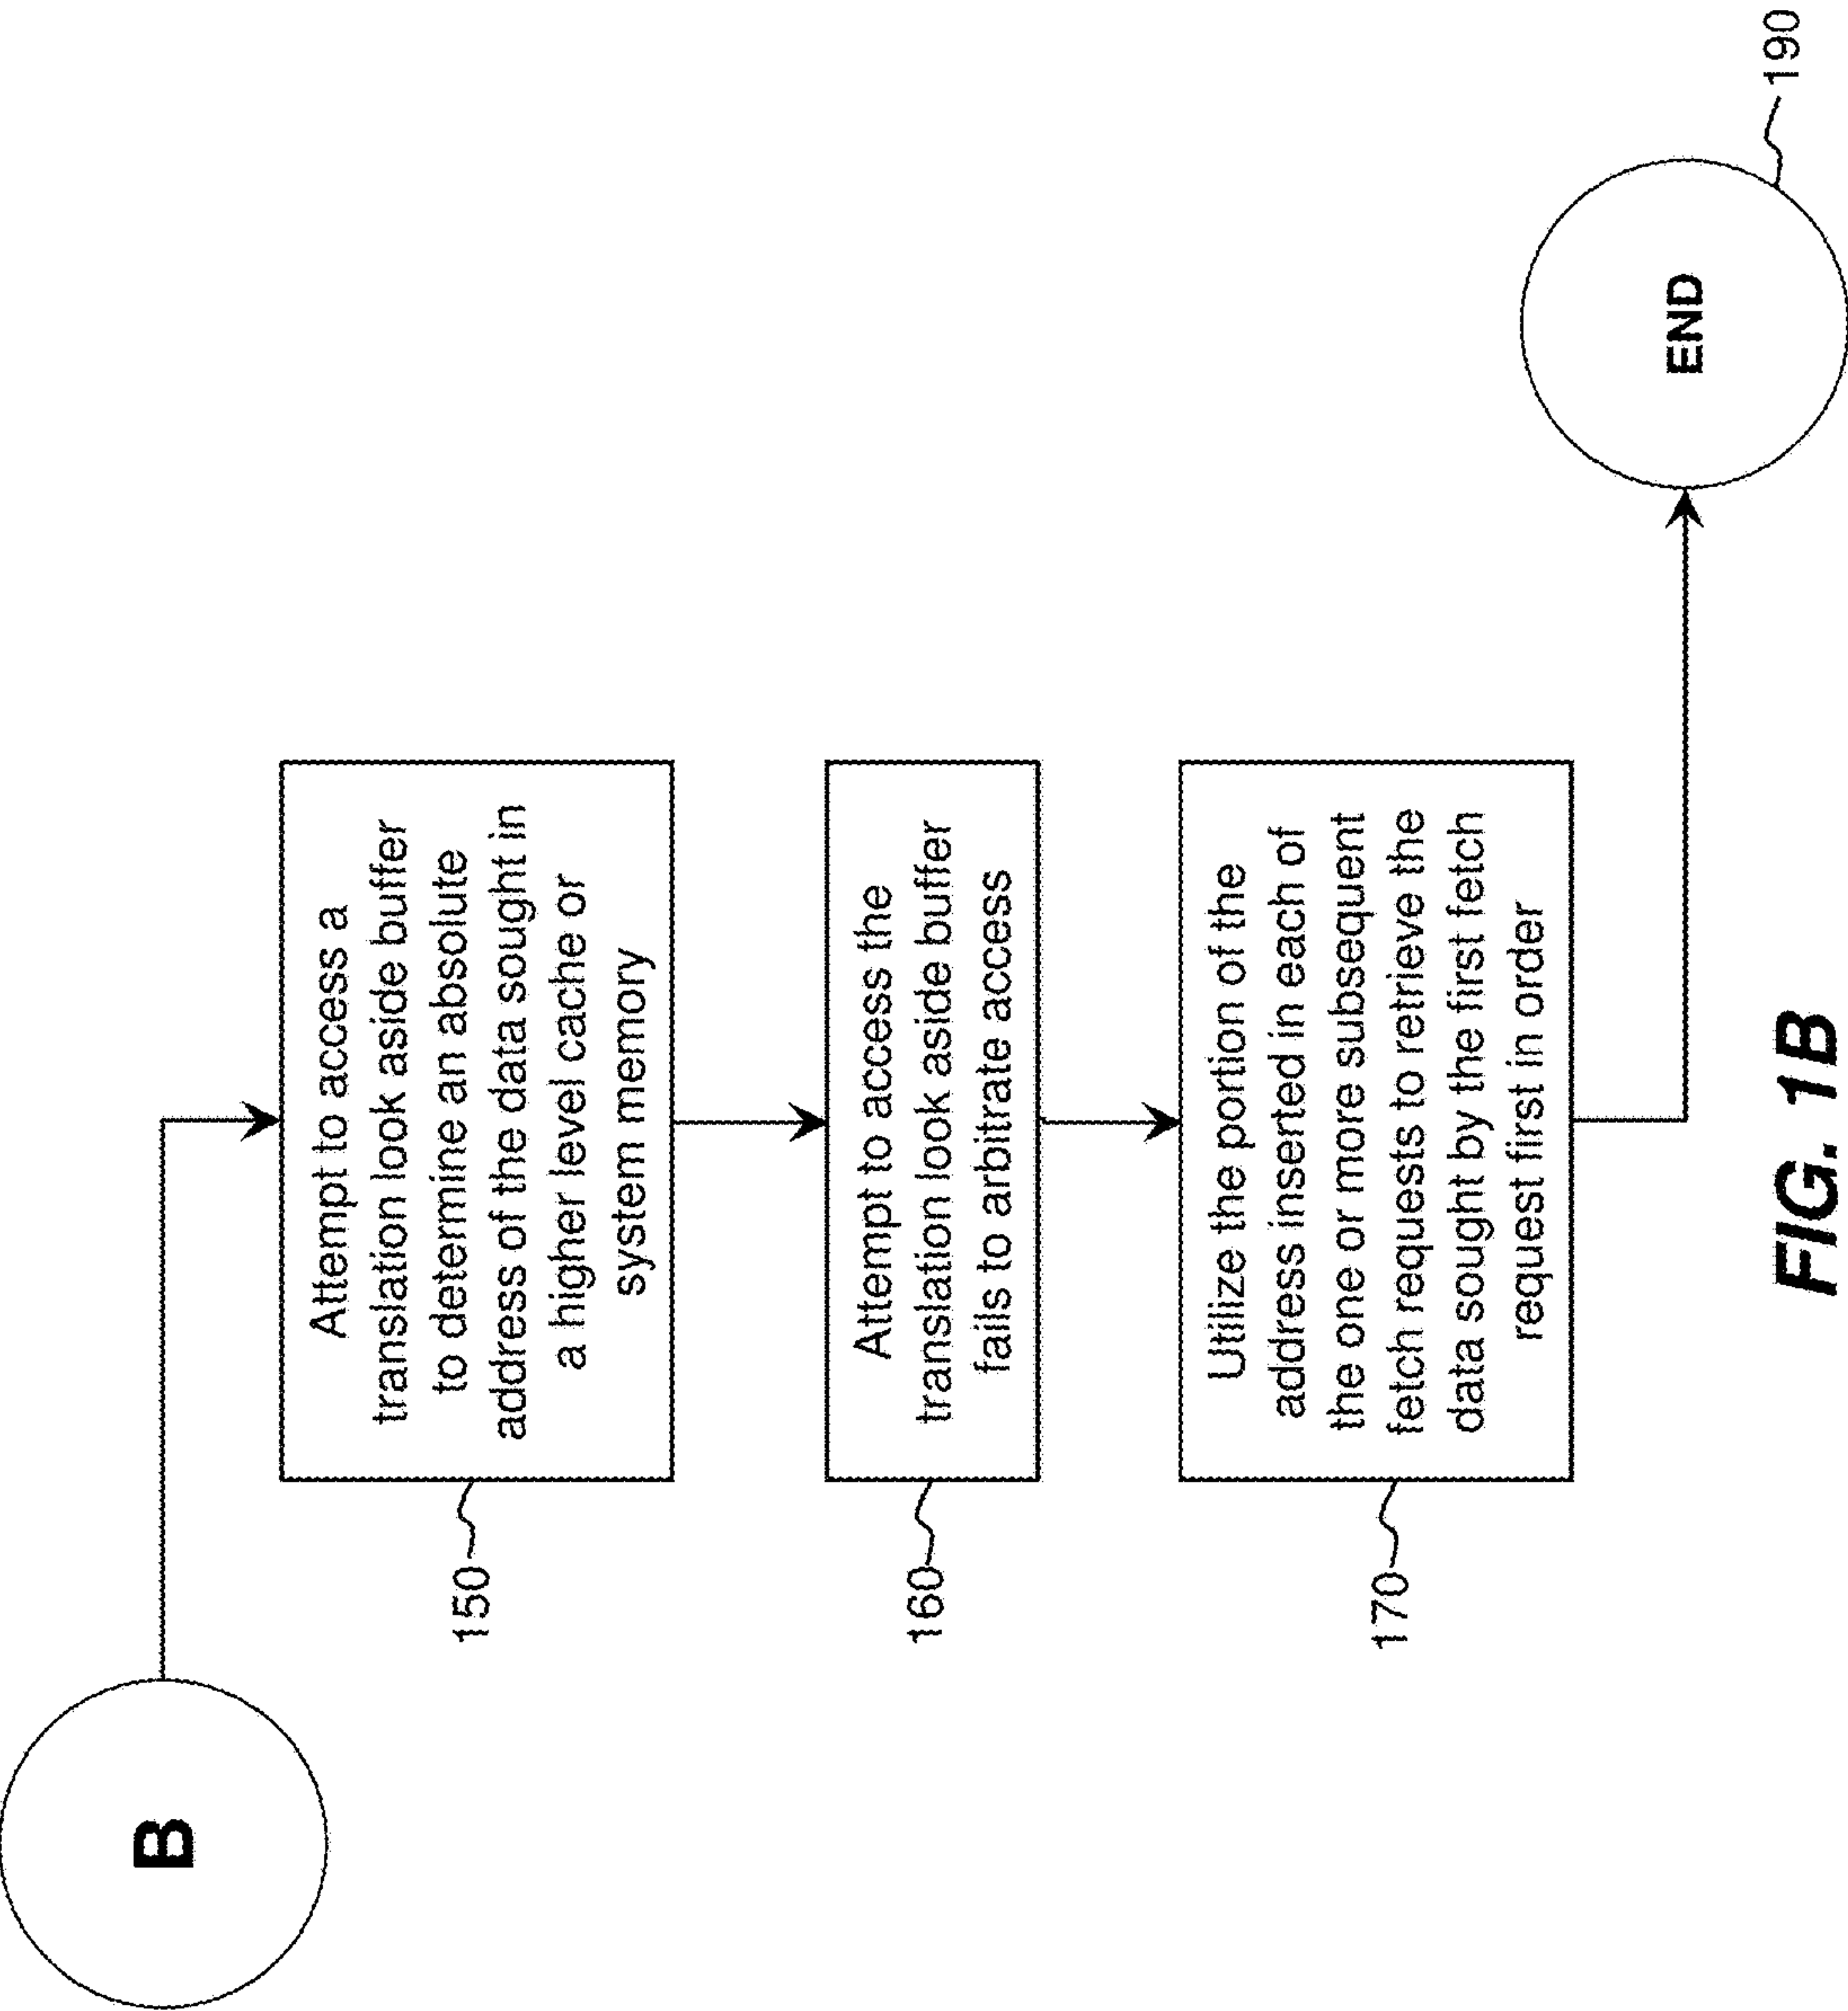 B
150
Attempt to access a
translation look aside buffer
to determine an absolute
address of the data sought in
a higher level cache or
system memory
160
Attempt to access the
translation look aside buffer
fails to arbitrate access
170
Utilize the portion of the
address inserted in each of
the one or more subsequent
fetch requests to retrieve the
data sought by the first fetch
request first in order
END
190
FIG. 1B